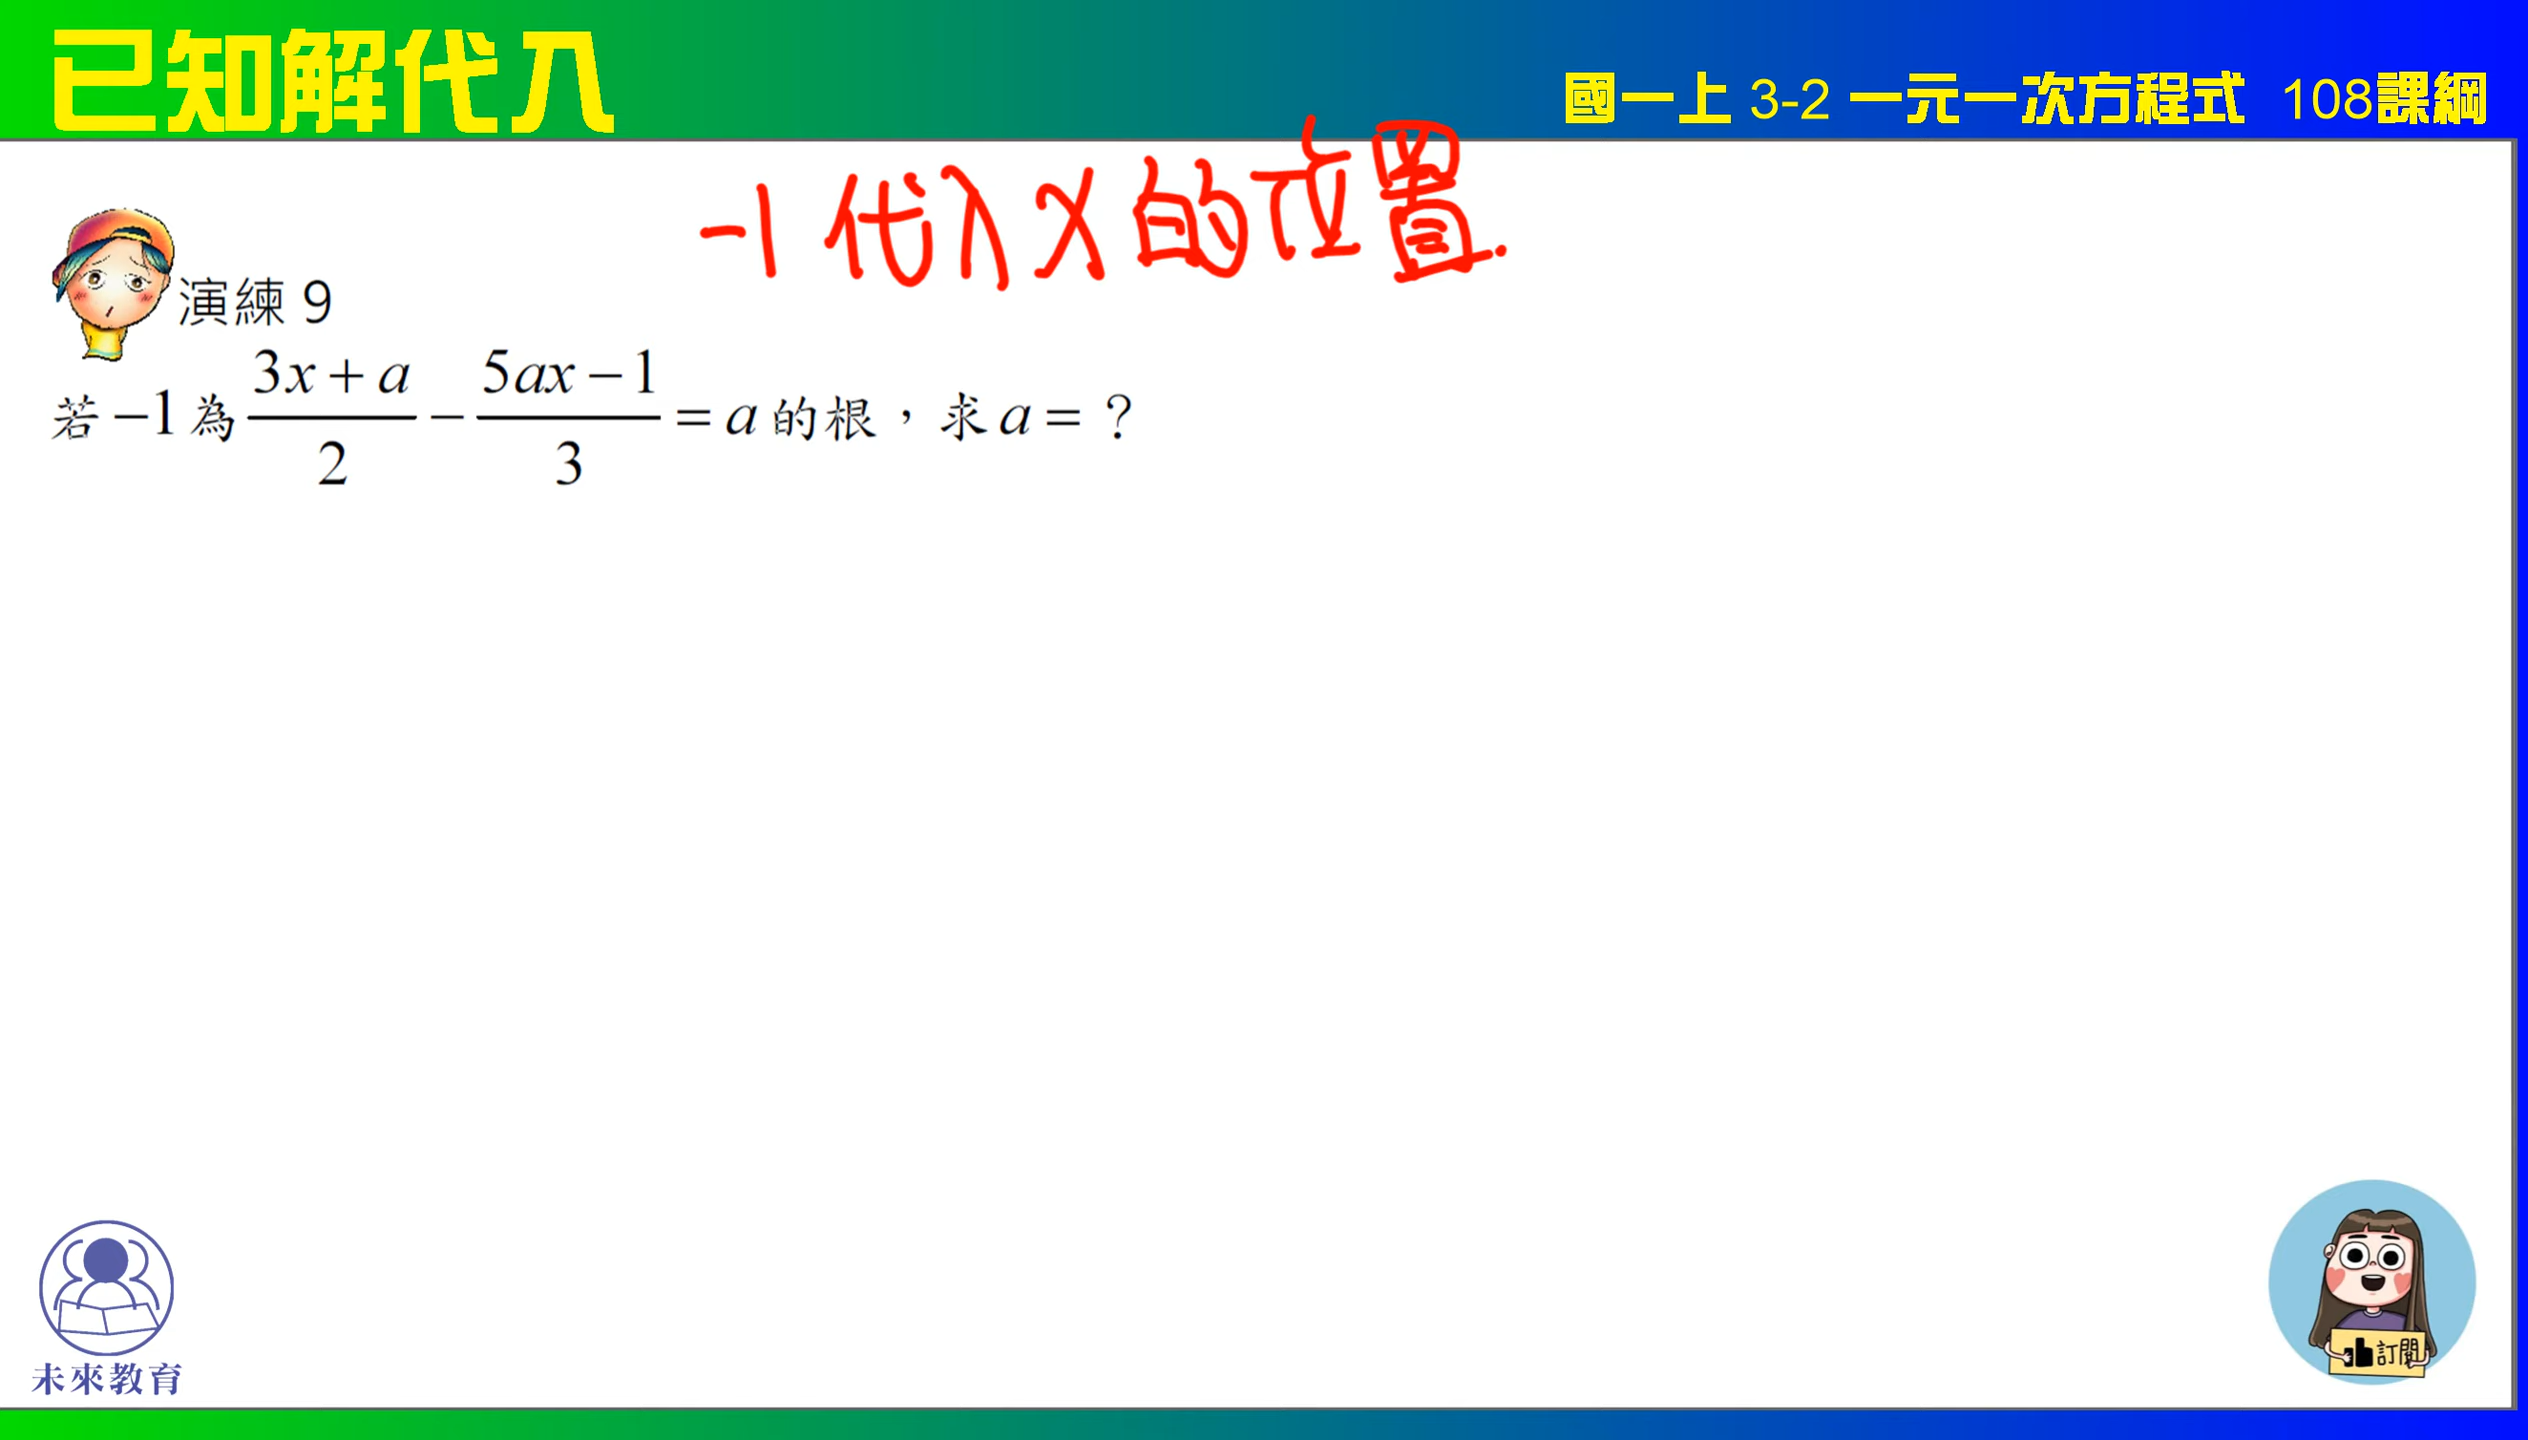 已知解代入
國一上 3-2 一元一次方程式 108課綱
-1 代入 x 的位置.
演練 9
若 −1 為 (3x + a)/2 − (5ax − 1)/3 = a 的根，求 a = ？
未來教育
訂閱